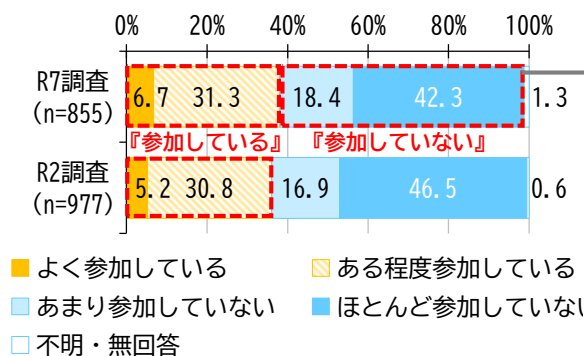 0% 20% 40% 60% 80% 100%
R7調査
(n=855)
6.7 31.3 18.4 42.3 1.3
『参加している』 『参加していない』
R2調査
(n=977)
5.2 30.8 16.9 46.5 0.6
よく参加している ある程度参加している
あまり参加していない ほとんど参加していない
不明・無回答